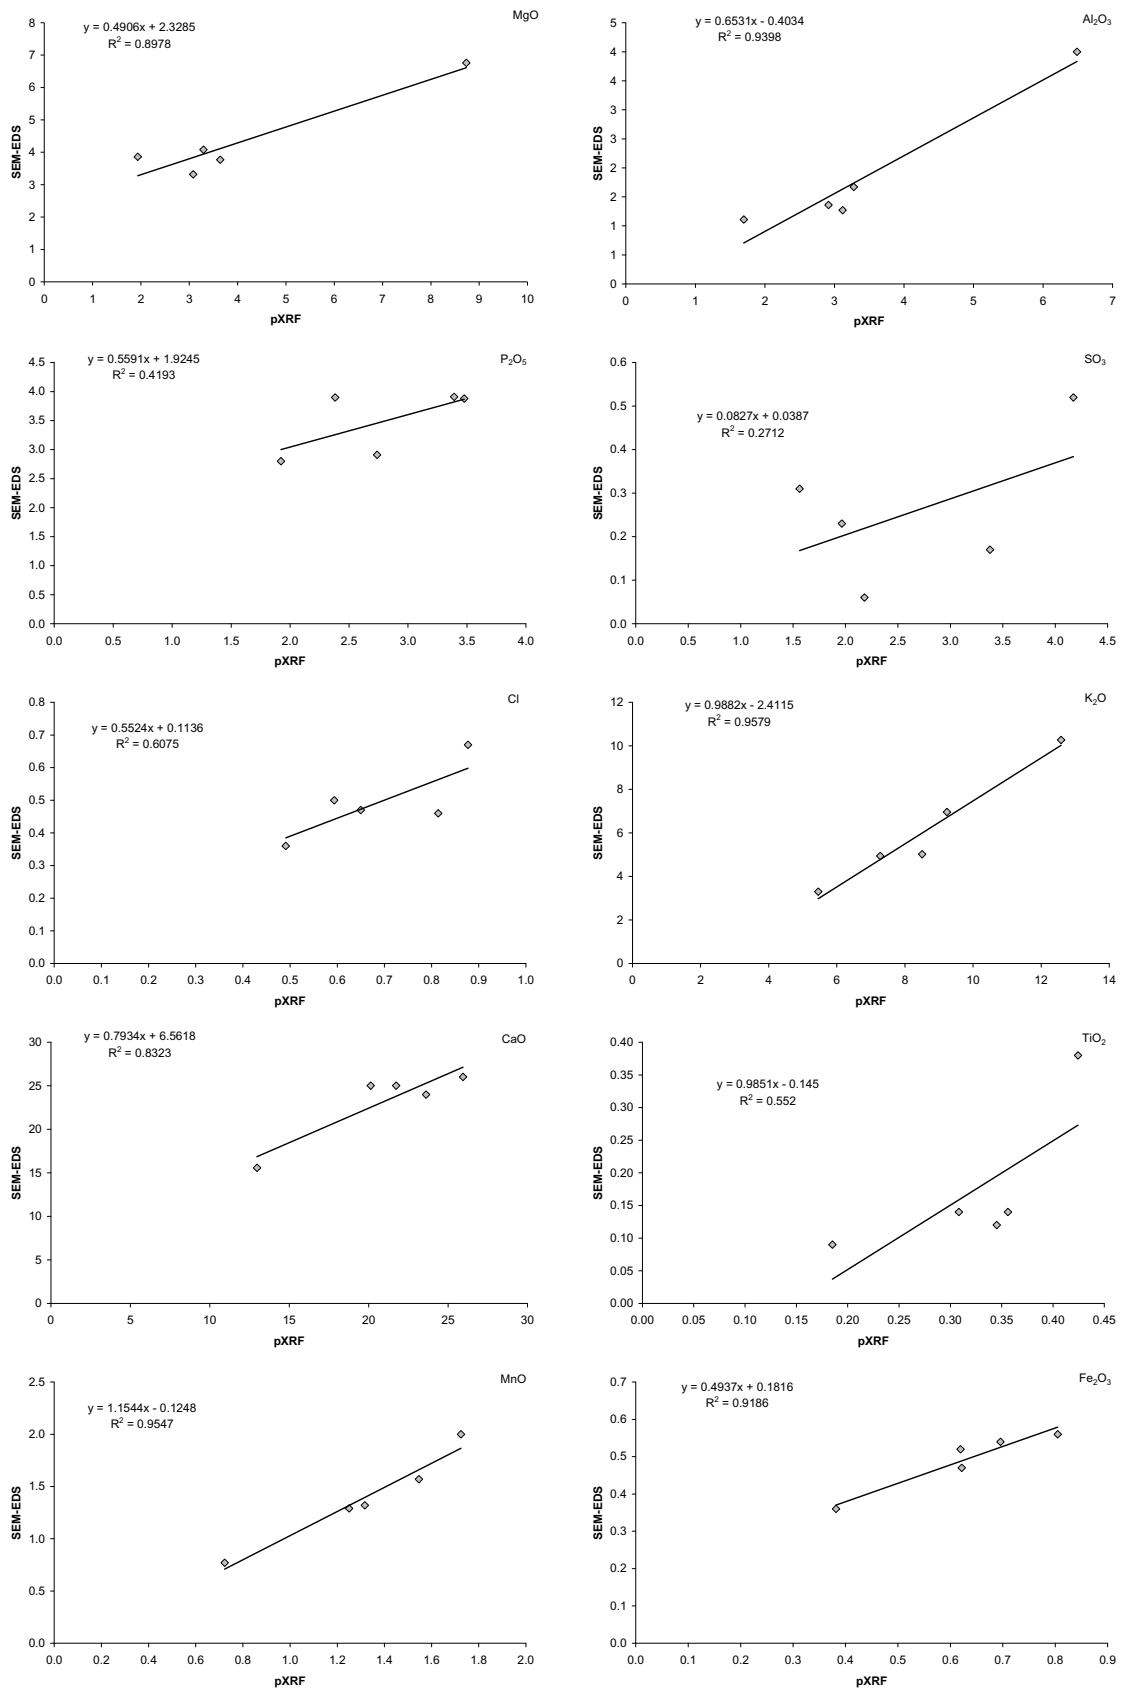 MgO
y = 0.4906x + 2.3285
R² = 0.8978
8
7
6
5
4
3
2
1
0
SEM-EDS
0 1 2 3 4 5 6 7 8 9 10
pXRF
Al₂O₃
y = 0.6531x - 0.4034
R² = 0.9398
5
4
4
3
3
2
2
1
1
0
SEM-EDS
0 1 2 3 4 5 6 7
pXRF
P₂O₅
y = 0.5591x + 1.9245
R² = 0.4193
4.5
4.0
3.5
3.0
2.5
2.0
1.5
1.0
0.5
0.0
SEM-EDS
0.0 0.5 1.0 1.5 2.0 2.5 3.0 3.5 4.0
pXRF
SO₃
y = 0.0827x + 0.0387
R² = 0.2712
0.6
0.5
0.4
0.3
0.2
0.1
0.0
SEM-EDS
0.0 0.5 1.0 1.5 2.0 2.5 3.0 3.5 4.0 4.5
pXRF
Cl
y = 0.5524x + 0.1136
R² = 0.6075
0.8
0.7
0.6
0.5
0.4
0.3
0.2
0.1
0.0
SEM-EDS
0.0 0.1 0.2 0.3 0.4 0.5 0.6 0.7 0.8 0.9 1.0
pXRF
K₂O
y = 0.9882x - 2.4115
R² = 0.9579
12
10
8
6
4
2
0
SEM-EDS
0 2 4 6 8 10 12 14
pXRF
CaO
y = 0.7934x + 6.5618
R² = 0.8323
30
25
20
15
10
5
0
SEM-EDS
0 5 10 15 20 25 30
pXRF
TiO₂
y = 0.9851x - 0.145
R² = 0.552
0.40
0.35
0.30
0.25
0.20
0.15
0.10
0.05
0.00
SEM-EDS
0.00 0.05 0.10 0.15 0.20 0.25 0.30 0.35 0.40 0.45
pXRF
MnO
y = 1.1544x - 0.1248
R² = 0.9547
2.5
2.0
1.5
1.0
0.5
0.0
SEM-EDS
0.0 0.2 0.4 0.6 0.8 1.0 1.2 1.4 1.6 1.8 2.0
pXRF
Fe₂O₃
y = 0.4937x + 0.1816
R² = 0.9186
0.7
0.6
0.5
0.4
0.3
0.2
0.1
0.0
SEM-EDS
0.0 0.1 0.2 0.3 0.4 0.5 0.6 0.7 0.8 0.9
pXRF